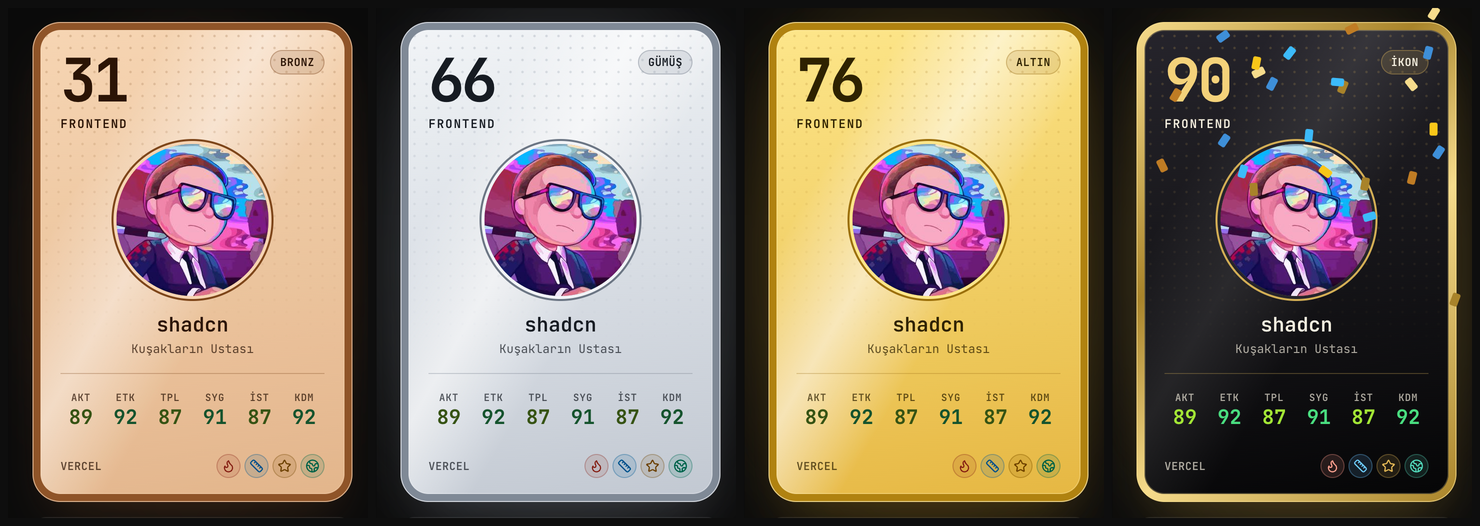 31
BRONZ
FRONTEND
shadcn
Kuşakların Ustası
AKT ETK TPL SYG İST KDM
89 92 87 91 87 92
VERCEL
66
GÜMÜŞ
FRONTEND
shadcn
Kuşakların Ustası
AKT ETK TPL SYG İST KDM
89 92 87 91 87 92
VERCEL
76
ALTIN
FRONTEND
shadcn
Kuşakların Ustası
AKT ETK TPL SYG İST KDM
89 92 87 91 87 92
VERCEL
90
İKON
FRONTEND
shadcn
Kuşakların Ustası
AKT ETK TPL SYG İST KDM
89 92 87 91 87 92
VERCEL